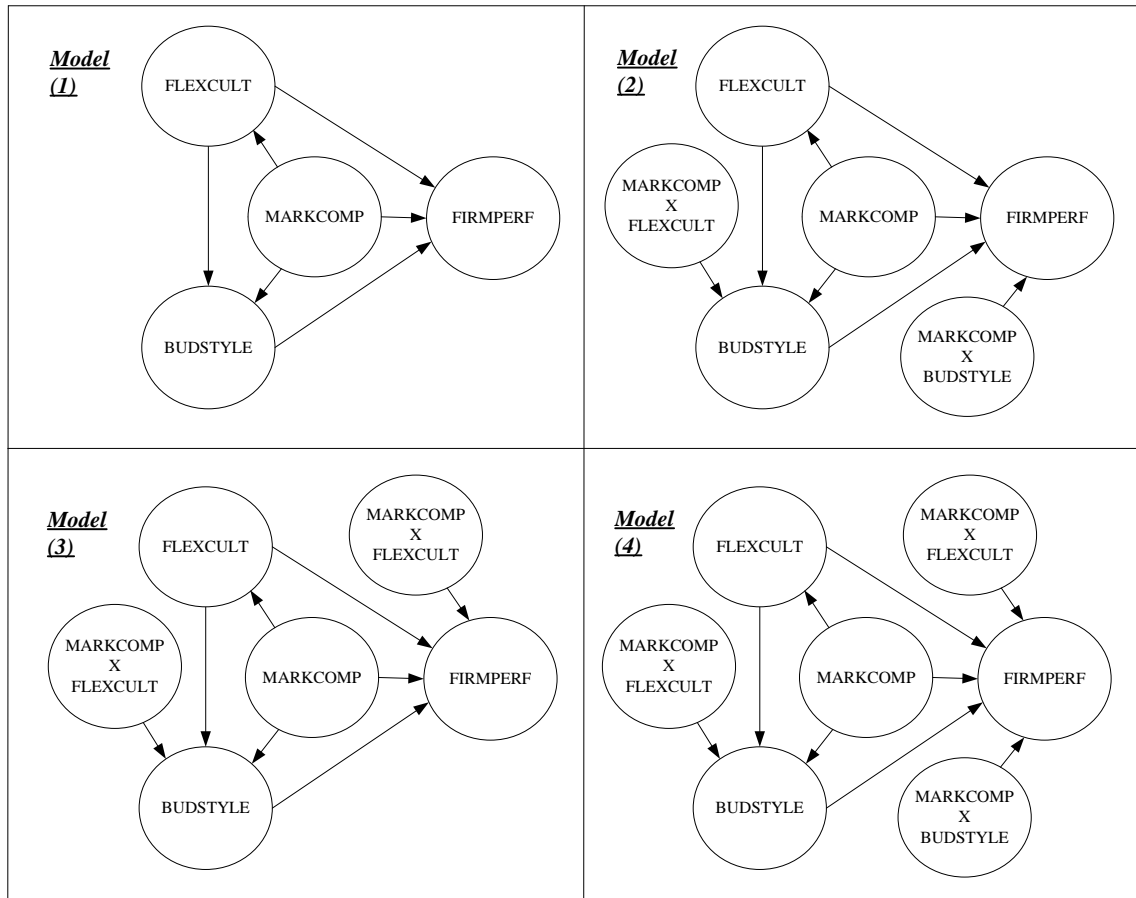 Model
(1)
FLEXCULT
MARKCOMP
FIRMPERF
BUDSTYLE
Model
(2)
FLEXCULT
MARKCOMP
X
FLEXCULT
MARKCOMP
FIRMPERF
BUDSTYLE
MARKCOMP
X
BUDSTYLE
Model
(3)
FLEXCULT
MARKCOMP
X
FLEXCULT
MARKCOMP
X
FLEXCULT
MARKCOMP
FIRMPERF
BUDSTYLE
Model
(4)
FLEXCULT
MARKCOMP
X
FLEXCULT
MARKCOMP
X
FLEXCULT
MARKCOMP
FIRMPERF
BUDSTYLE
MARKCOMP
X
BUDSTYLE